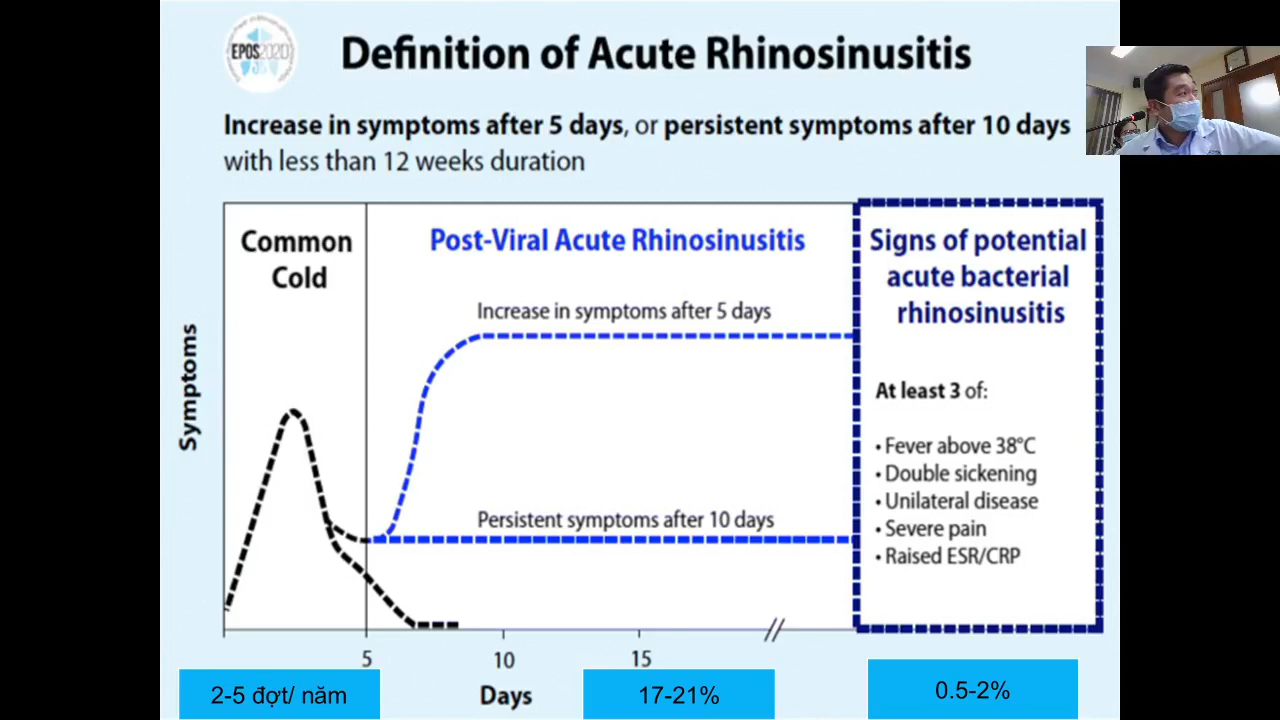 EPOS2020
Definition of Acute Rhinosinusitis
Increase in symptoms after 5 days, or persistent symptoms after 10 days
with less than 12 weeks duration
Common
Cold
Post-Viral Acute Rhinosinusitis
Signs of potential
acute bacterial
rhinosinusitis
Increase in symptoms after 5 days
Symptoms
At least 3 of:
• Fever above 38°C
• Double sickening
• Unilateral disease
• Severe pain
• Raised ESR/CRP
Persistent symptoms after 10 days
5
10
15
Days
2-5 đợt/ năm
17-21%
0.5-2%